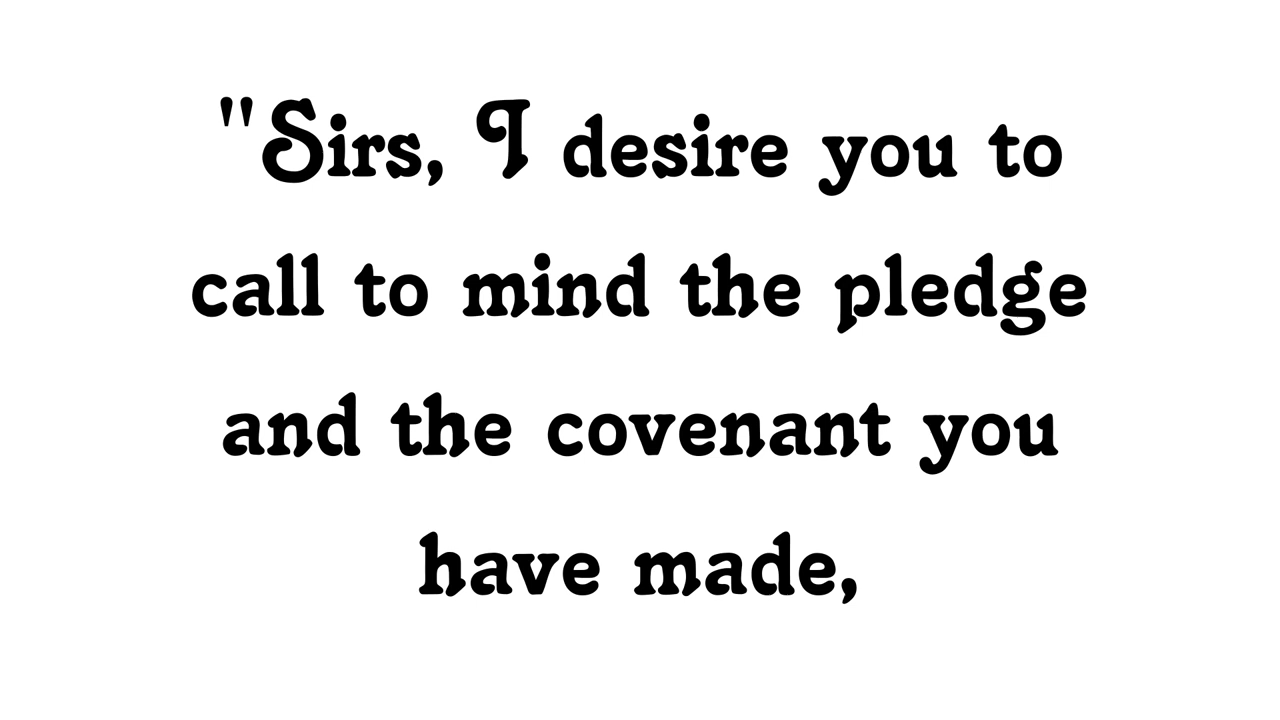 "Sirs, I desire you to
call to mind the pledge
and the covenant you
have made,